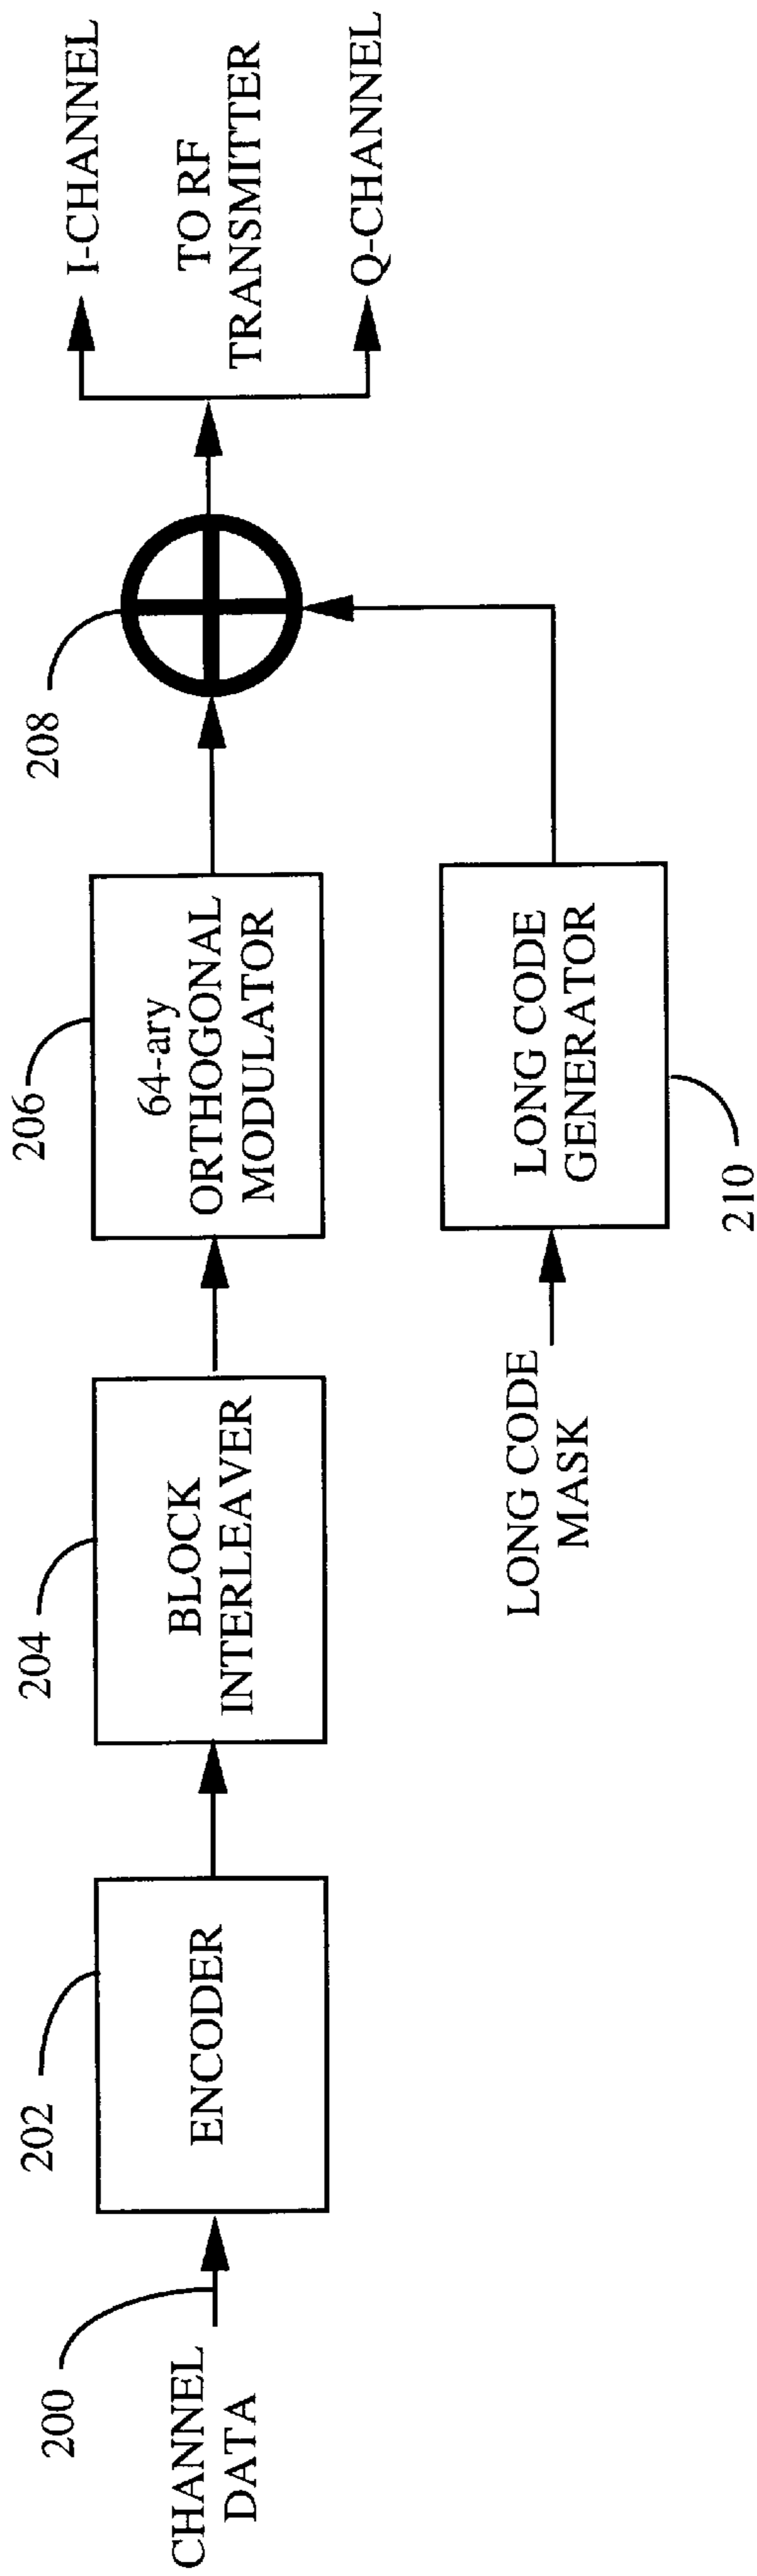 200
CHANNEL
DATA
202
ENCODER
204
BLOCK
INTERLEAVER
206
64-ary
ORTHOGONAL
MODULATOR
208
I-CHANNEL
TO RF
TRANSMITTER
Q-CHANNEL
LONG CODE
MASK
LONG CODE
GENERATOR
210